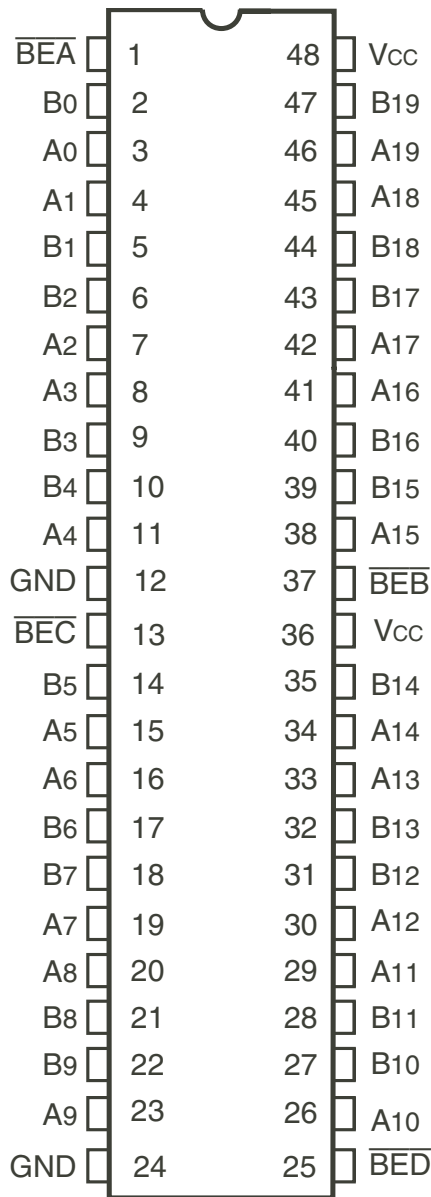 B̅E̅A̅ 1 48 VCC
B0 2 47 B19
A0 3 46 A19
A1 4 45 A18
B1 5 44 B18
B2 6 43 B17
A2 7 42 A17
A3 8 41 A16
B3 9 40 B16
B4 10 39 B15
A4 11 38 A15
GND 12 37 B̅E̅B̅
B̅E̅C̅ 13 36 VCC
B5 14 35 B14
A5 15 34 A14
A6 16 33 A13
B6 17 32 B13
B7 18 31 B12
A7 19 30 A12
A8 20 29 A11
B8 21 28 B11
B9 22 27 B10
A9 23 26 A10
GND 24 25 B̅E̅D̅